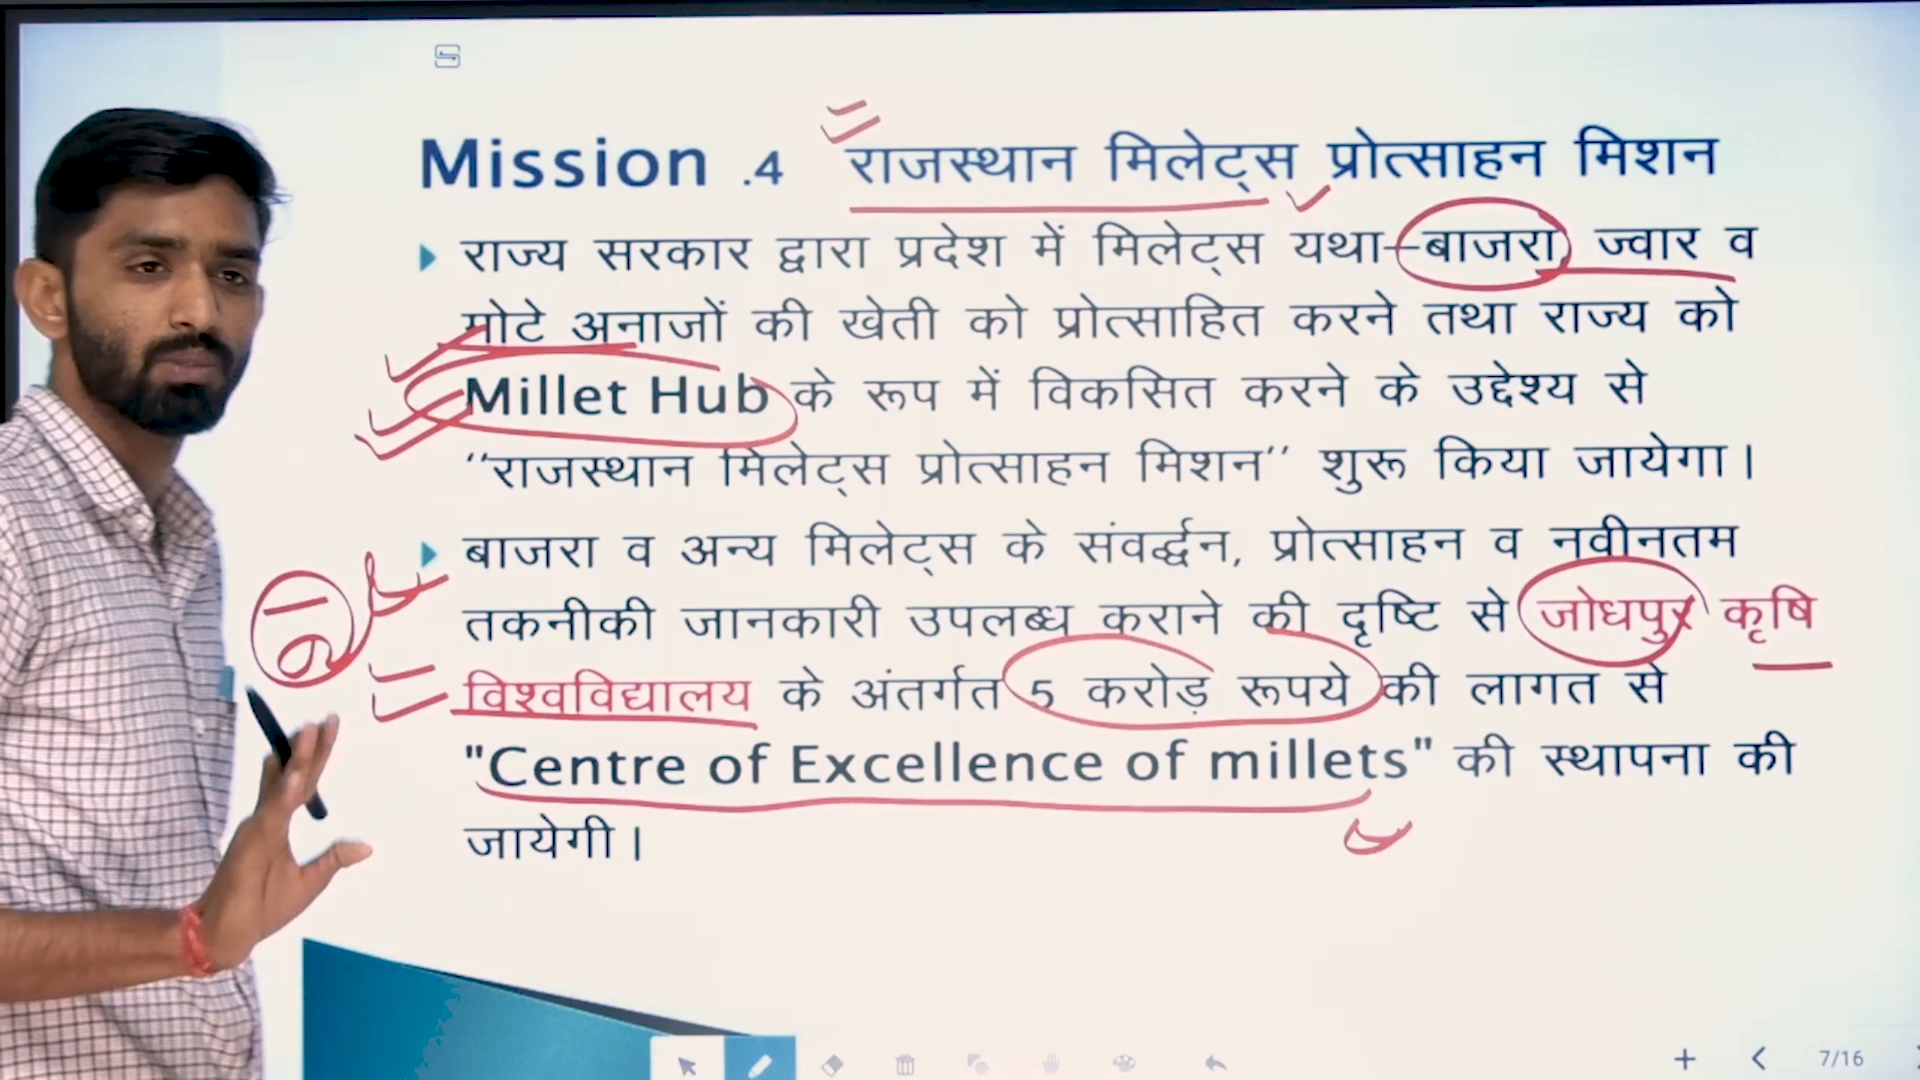 Mission .4 राजस्थान मिलेट्स प्रोत्साहन मिशन
राज्य सरकार द्वारा प्रदेश में मिलेट्स यथा–बाजरा, ज्वार व
मोटे अनाजों की खेती को प्रोत्साहित करने तथा राज्य को
Millet Hub के रूप में विकसित करने के उद्देश्य से
‘‘राजस्थान मिलेट्स प्रोत्साहन मिशन’’ शुरू किया जायेगा।
बाजरा व अन्य मिलेट्स के संवर्द्धन, प्रोत्साहन व नवीनतम
तकनीकी जानकारी उपलब्ध कराने की दृष्टि से जोधपुर कृषि
विश्वविद्यालय के अंतर्गत 5 करोड़ रूपये की लागत से
"Centre of Excellence of millets" की स्थापना की
जायेगी।
7/16